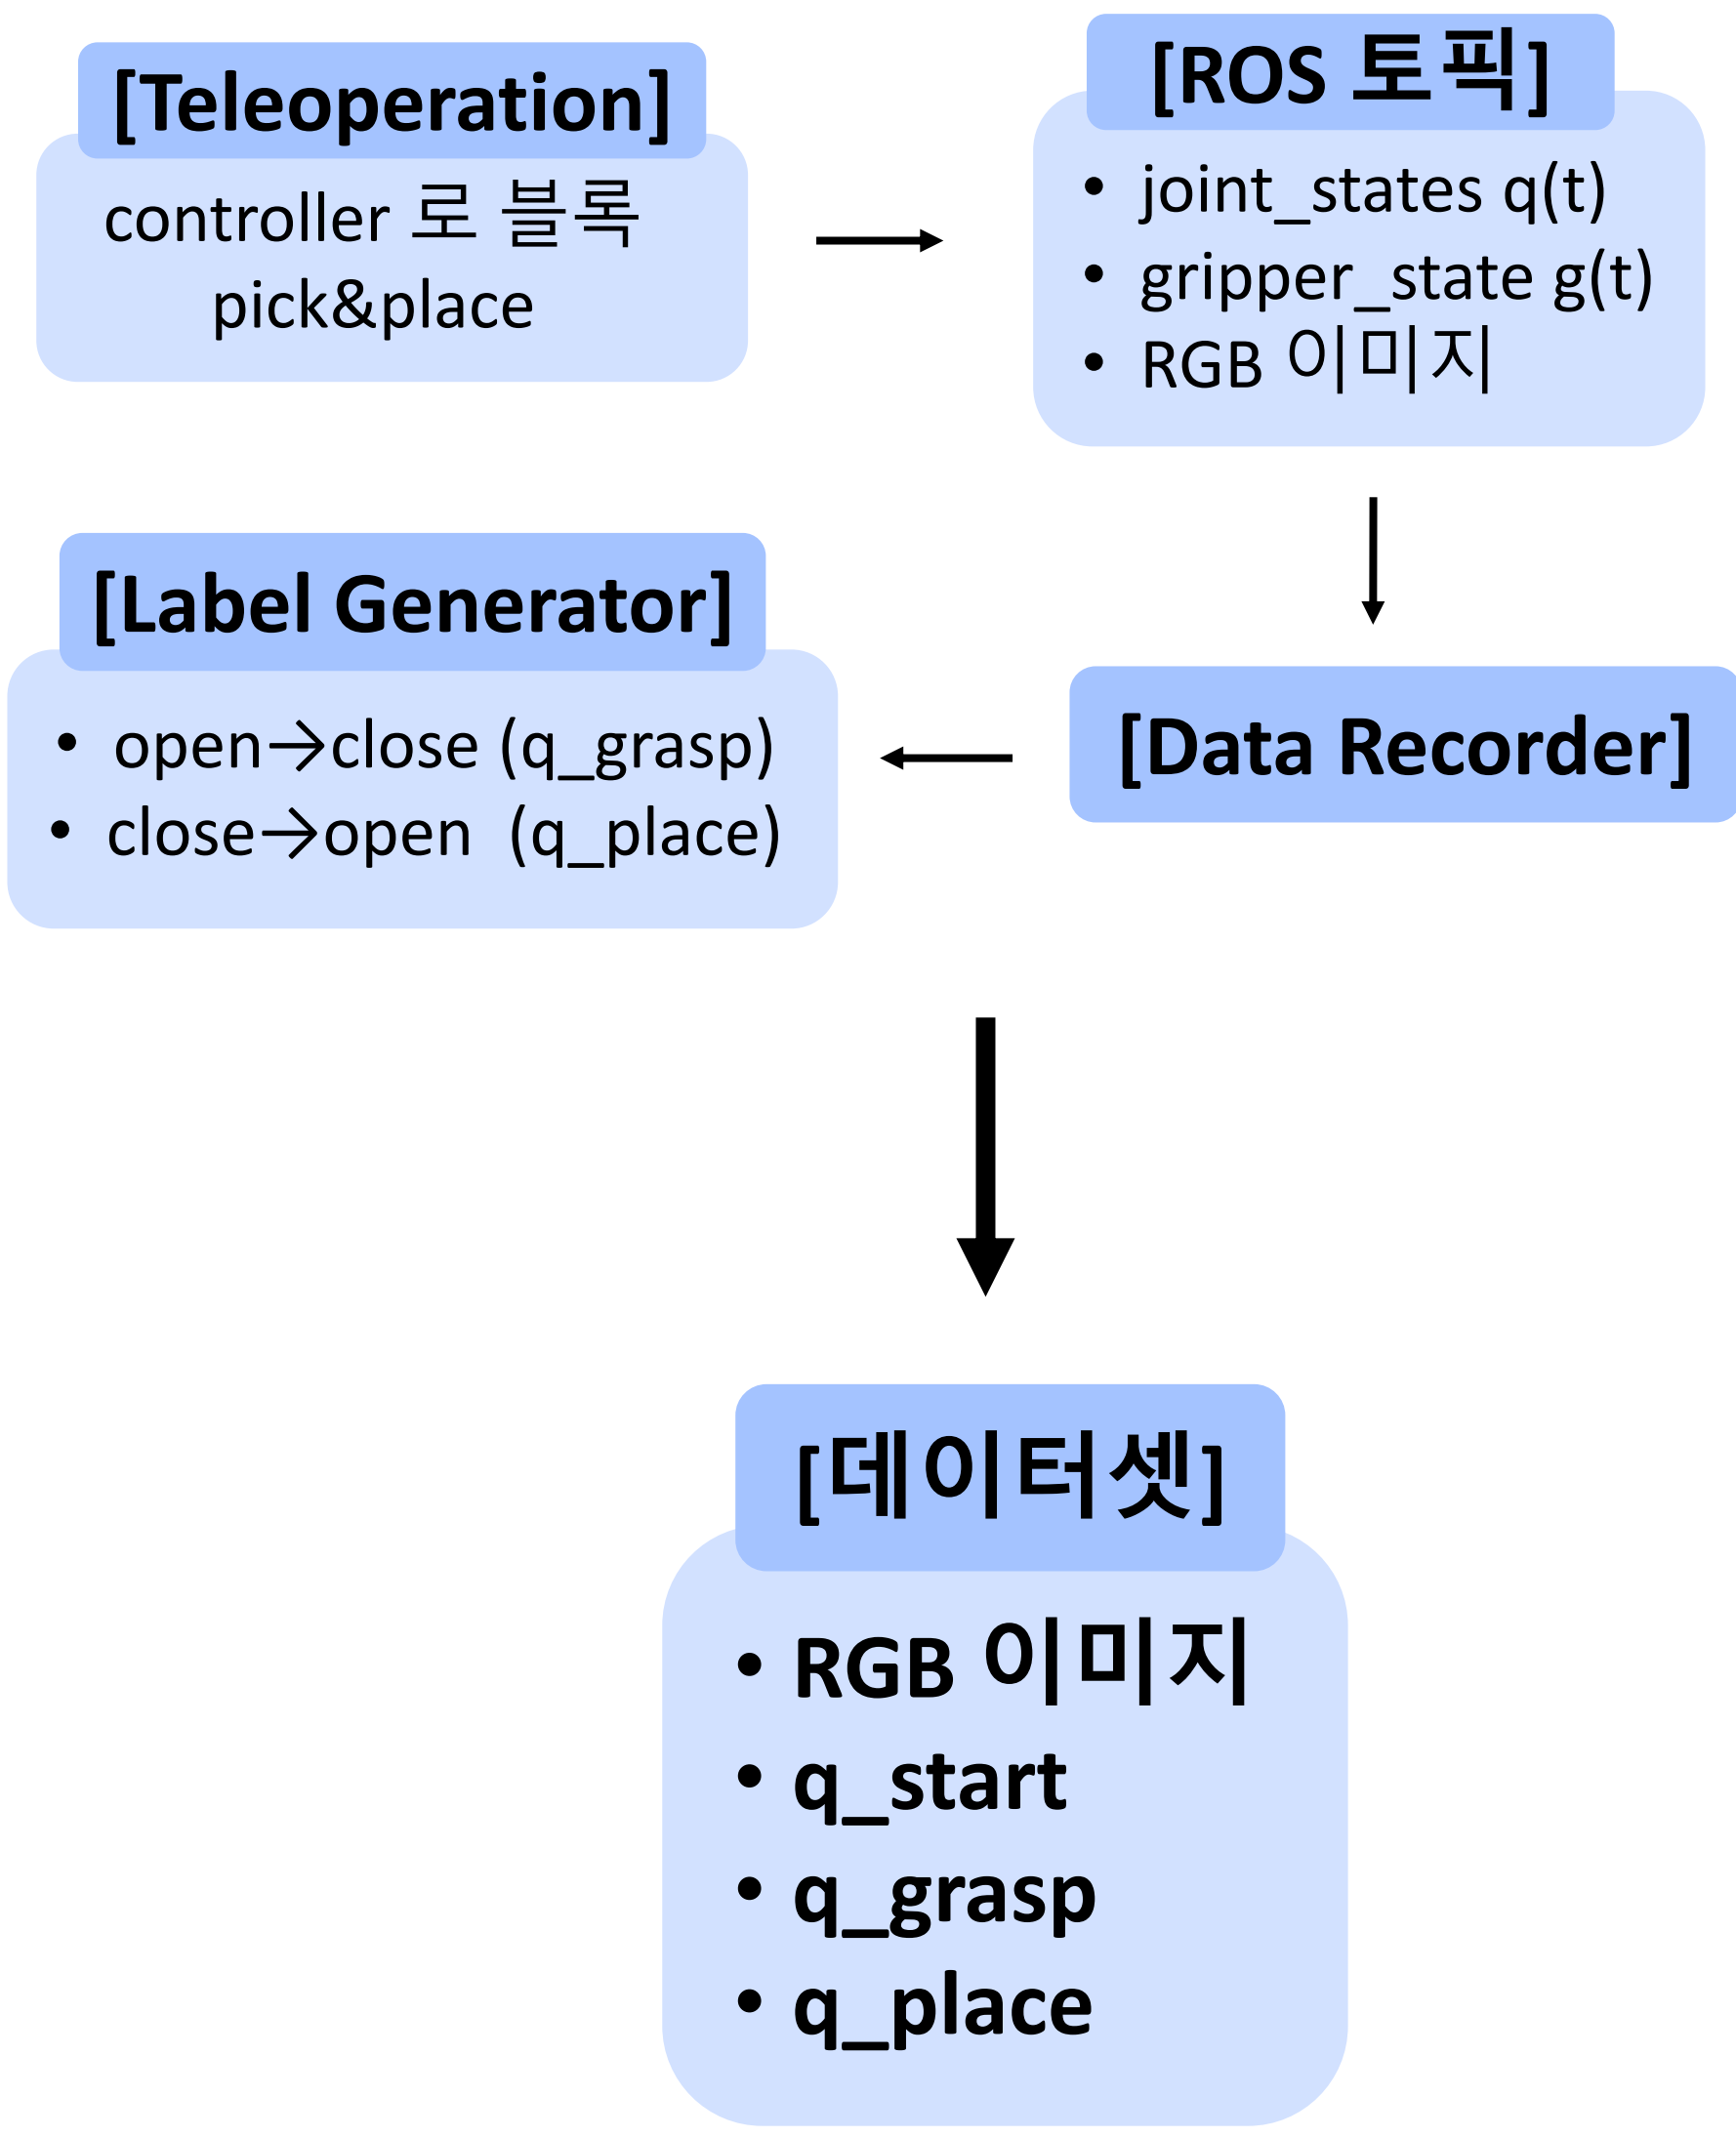 [Teleoperation]
controller 로 블록
pick&place
[ROS 토픽]
• joint_states q(t)
• gripper_state g(t)
• RGB 이미지
[Data Recorder]
[Label Generator]
• open→close (q_grasp)
• close→open (q_place)
[데이터셋]
• RGB 이미지
• q_start
• q_grasp
• q_place